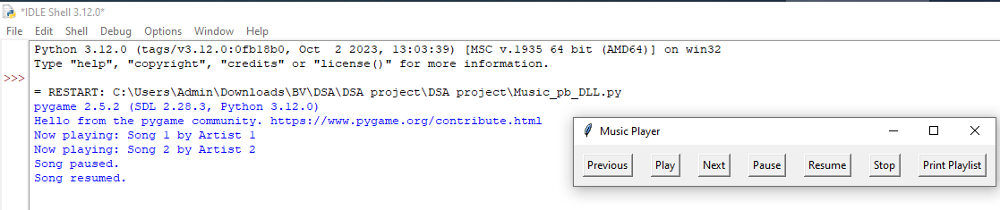 *IDLE Shell 3.12.0*
File Edit Shell Debug Options Window Help
Python 3.12.0 (tags/v3.12.0:0fb18b0, Oct  2 2023, 13:03:39) [MSC v.1935 64 bit (AMD64)] on win32
Type "help", "copyright", "credits" or "license()" for more information.
>>>
= RESTART: C:\Users\Admin\Downloads\BV\DSA\DSA project\DSA project\Music_pb_DLL.py
pygame 2.5.2 (SDL 2.28.3, Python 3.12.0)
Hello from the pygame community. https://www.pygame.org/contribute.html
Now playing: Song 1 by Artist 1
Now playing: Song 2 by Artist 2
Song paused.
Song resumed.
Music Player
Previous Play Next Pause Resume Stop Print Playlist